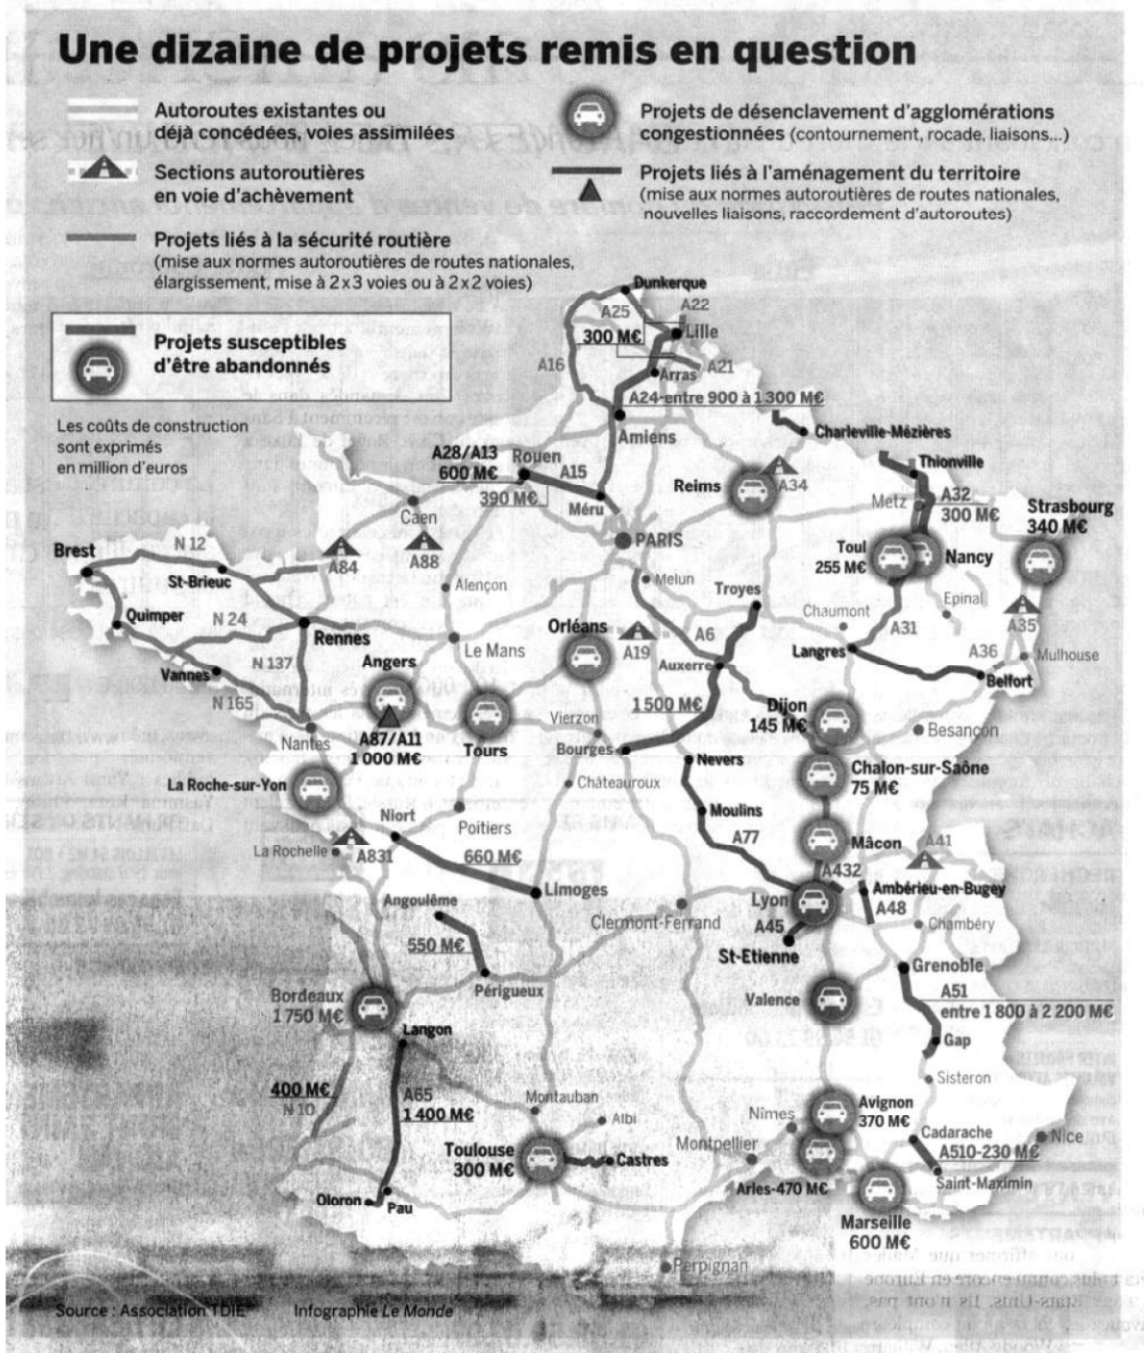 Une dizaine de projets remis en question
Autoroutes existantes ou
déjà concédées, voies assimilées
Sections autoroutières
en voie d'achèvement
Projets liés à la sécurité routière
(mise aux normes autoroutières de routes nationales,
élargissement, mise à 2x3 voies ou à 2x2 voies)
Projets susceptibles
d'être abandonnés
Projets de désenclavement d'agglomérations
congestionnées (contournement, rocade, liaisons...)
Projets liés à l'aménagement du territoire
(mise aux normes autoroutières de routes nationales,
nouvelles liaisons, raccordement d'autoroutes)
Les coûts de construction
sont exprimés
en million d'euros
Dunkerque
A25
A22
300 M€
Lille
A16
A21
Arras
A24-entre 900 à 1 300 M€
Amiens
Charleville-Mézières
A28/A13
600 M€
Rouen
A15
390 M€
Méru
Reims
A34
Thionville
Metz
A32
300 M€
Strasbourg
340 M€
Caen
PARIS
Toul
255 M€
Nancy
Brest
N 12
A84
A88
St-Brieuc
Alençon
Melun
Troyes
Chaumont
Epinal
Quimper
N 24
Rennes
Orléans
A19
A6
A31
A35
Le Mans
Langres
A36
Mulhouse
Vannes
N 137
Angers
Auxerre
Belfort
N 165
1 500 M€
Dijon
145 M€
Nantes
A87/A11
1 000 M€
Tours
Vierzon
Bourges
Besançon
Nevers
La Roche-sur-Yon
Châteauroux
Chalon-sur-Saône
75 M€
Niort
Poitiers
Moulins
La Rochelle
A831
660 M€
A77
Mâcon
A41
A432
Angoulême
Limoges
Lyon
Ambérieu-en-Bugey
A48
Clermont-Ferrand
A45
Chambéry
550 M€
St-Etienne
Grenoble
Périgueux
Bordeaux
1 750 M€
Valence
A51
entre 1 800 à 2 200 M€
Langon
Gap
400 M€
N 10
A65
1 400 M€
Montauban
Albi
Sisteron
Nîmes
Avignon
370 M€
Toulouse
300 M€
Castres
Montpellier
Cadarache
Nice
A510-230 M€
Arles-470 M€
Saint-Maximin
Oloron
Pau
Marseille
600 M€
Perpignan
Source : Association TDIE
Infographie Le Monde